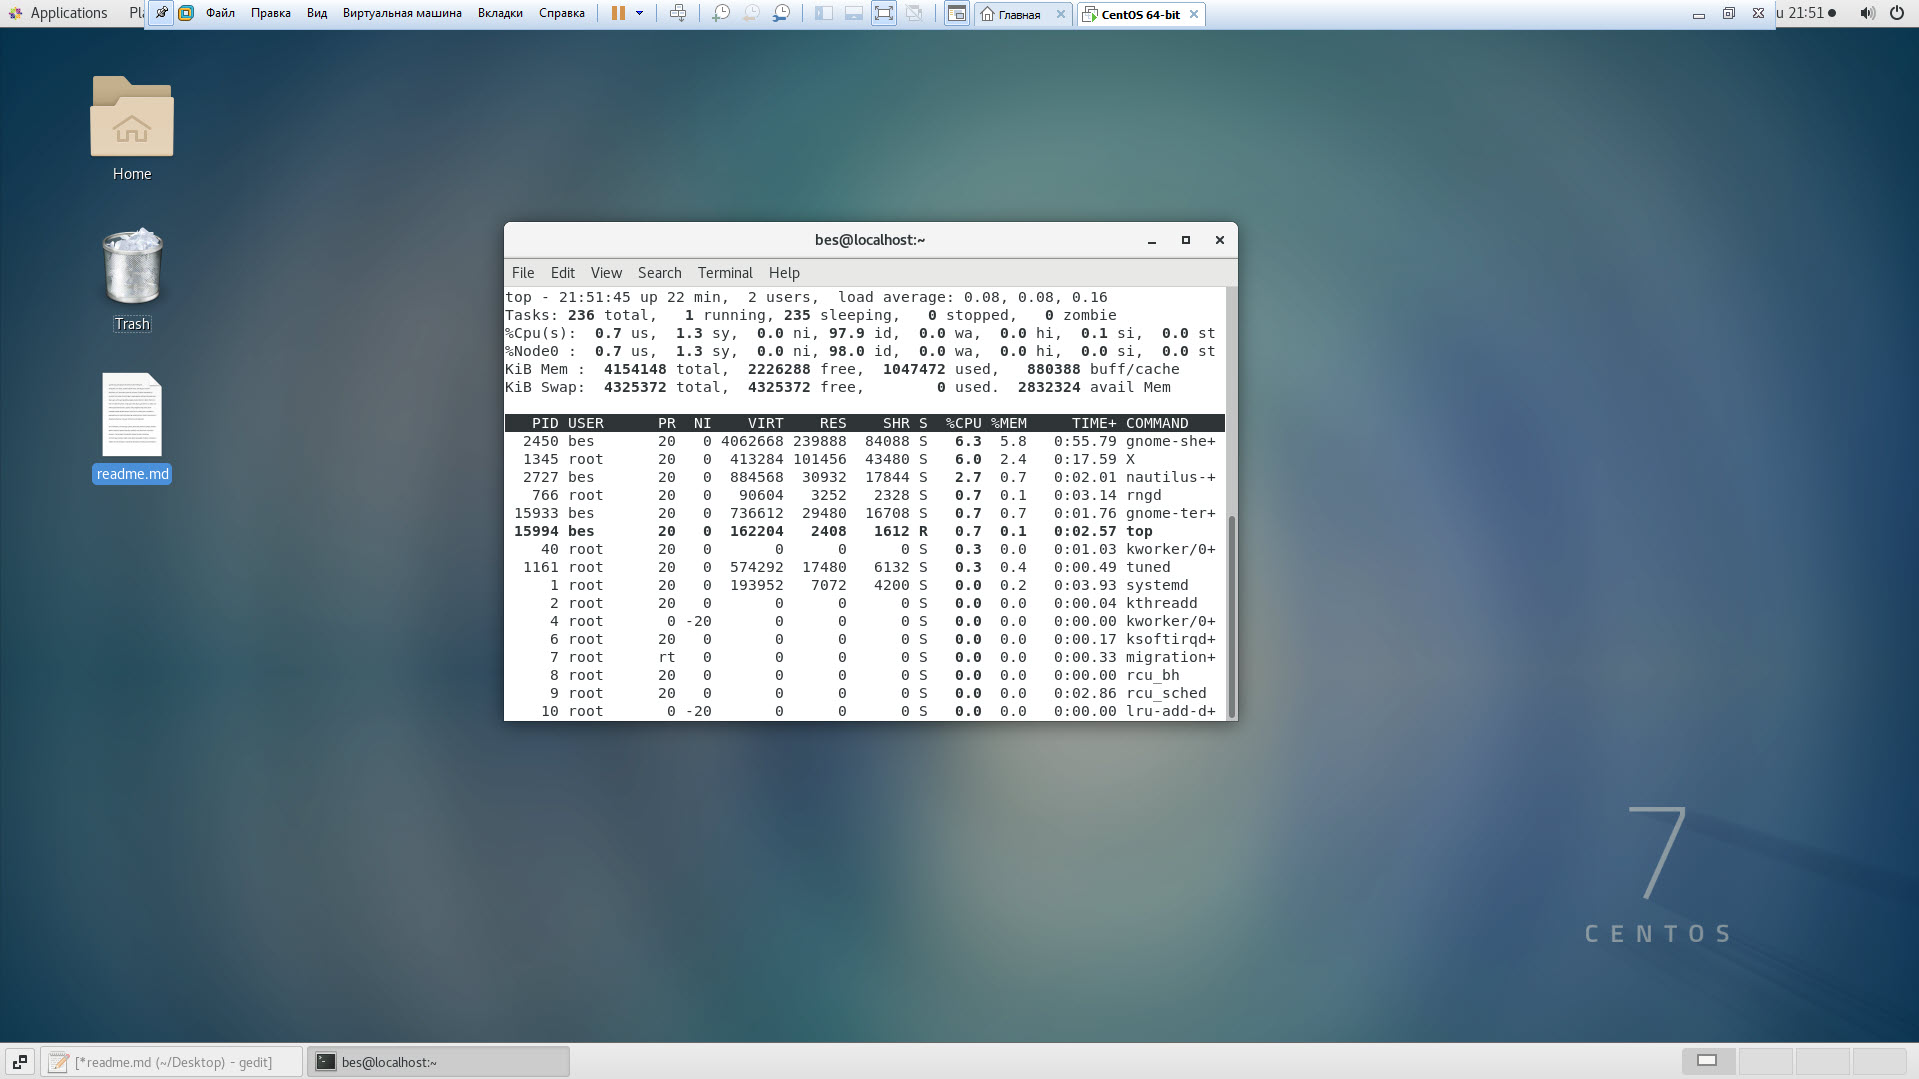 Applications Файл Правка Вид Виртуальная машина Вкладки Справка Главная CentOS 64-bit 21:51
Home
Trash
readme.md
bes@localhost:~
File Edit View Search Terminal Help
top - 21:51:45 up 22 min,  2 users,  load average: 0.08, 0.08, 0.16
Tasks: 236 total,   1 running, 235 sleeping,   0 stopped,   0 zombie
%Cpu(s):  0.7 us,  1.3 sy,  0.0 ni, 97.9 id,  0.0 wa,  0.0 hi,  0.1 si,  0.0 st
%Node0 :  0.7 us,  1.3 sy,  0.0 ni, 98.0 id,  0.0 wa,  0.0 hi,  0.0 si,  0.0 st
KiB Mem :  4154148 total,  2226288 free,  1047472 used,   880388 buff/cache
KiB Swap:  4325372 total,  4325372 free,        0 used.  2832324 avail Mem
PID USER PR NI VIRT RES SHR S %CPU %MEM TIME+ COMMAND
2450 bes 20 0 4062668 239888 84088 S 6.3 5.8 0:55.79 gnome-she+
1345 root 20 0 413284 101456 43480 S 6.0 2.4 0:17.59 X
2727 bes 20 0 884568 30932 17844 S 2.7 0.7 0:02.01 nautilus-+
766 root 20 0 90604 3252 2328 S 0.7 0.1 0:03.14 rngd
15933 bes 20 0 736612 29480 16708 S 0.7 0.7 0:01.76 gnome-ter+
15994 bes 20 0 162204 2408 1612 R 0.7 0.1 0:02.57 top
40 root 20 0 0 0 0 S 0.3 0.0 0:01.03 kworker/0+
1161 root 20 0 574292 17480 6132 S 0.3 0.4 0:00.49 tuned
1 root 20 0 193952 7072 4200 S 0.0 0.2 0:03.93 systemd
2 root 20 0 0 0 0 S 0.0 0.0 0:00.04 kthreadd
4 root 0 -20 0 0 0 S 0.0 0.0 0:00.00 kworker/0+
6 root 20 0 0 0 0 S 0.0 0.0 0:00.17 ksoftirqd+
7 root rt 0 0 0 0 S 0.0 0.0 0:00.33 migration+
8 root 20 0 0 0 0 S 0.0 0.0 0:00.00 rcu_bh
9 root 20 0 0 0 0 S 0.0 0.0 0:02.86 rcu_sched
10 root 0 -20 0 0 0 S 0.0 0.0 0:00.00 lru-add-d+
7
CENTOS
[*readme.md (~/Desktop) - gedit] bes@localhost:~